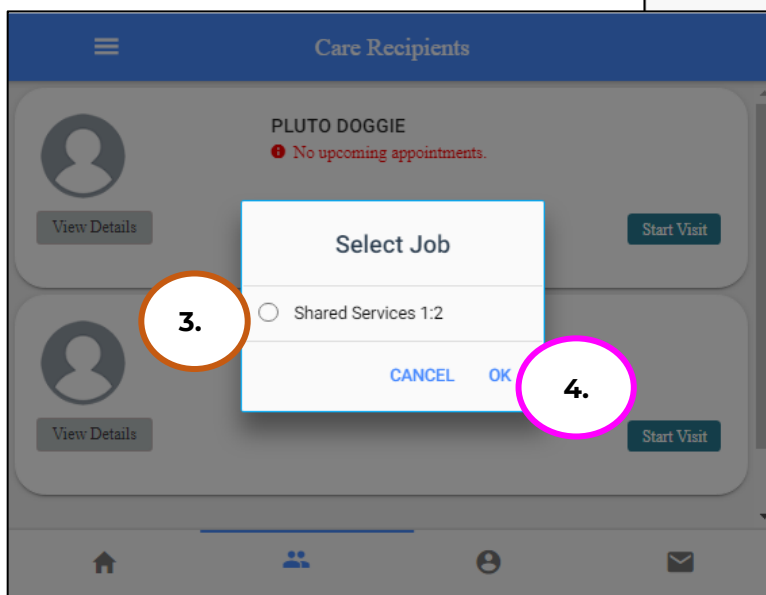 Care Recipients
PLUTO DOGGIE
No upcoming appointments.
View Details
Start Visit
Select Job
3.
Shared Services 1:2
CANCEL OK
4.
View Details
Start Visit